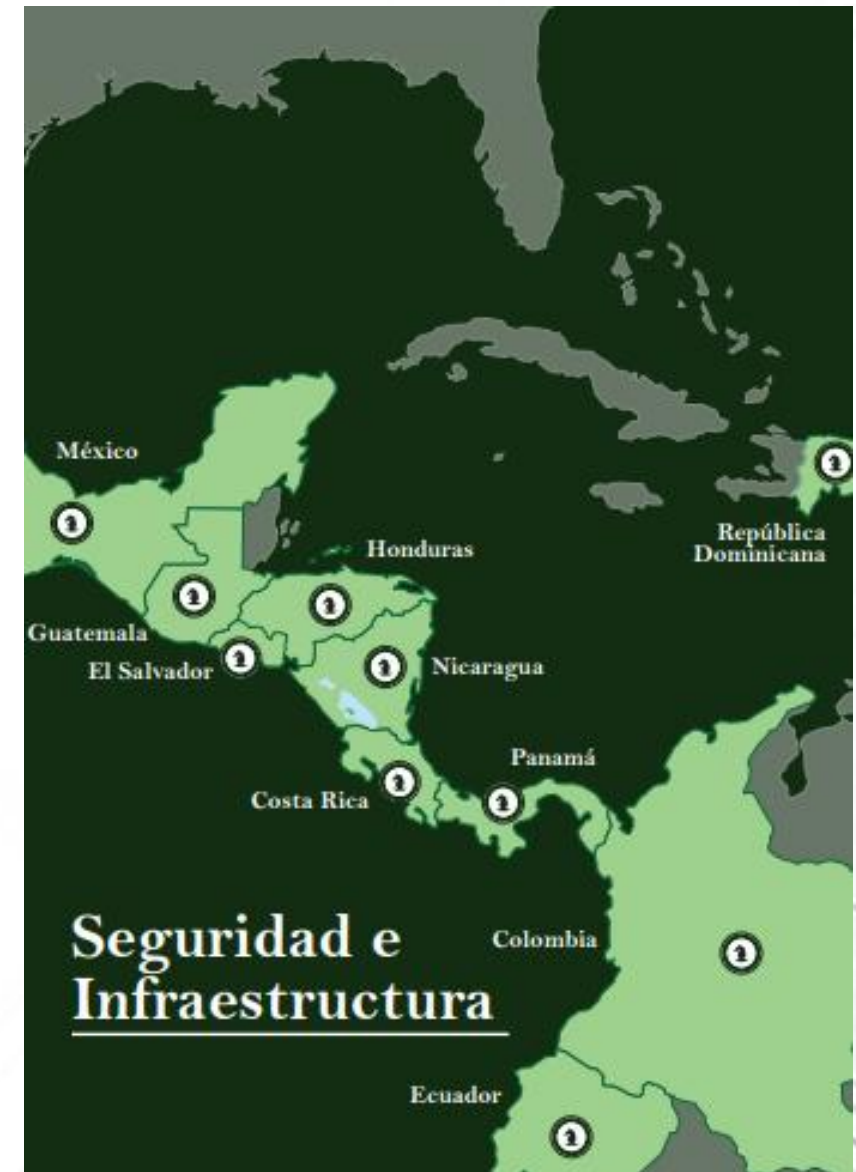 México
República
Dominicana
Honduras
Guatemala
El Salvador
Nicaragua
Panamá
Costa Rica
Seguridad e
Infraestructura
Colombia
Ecuador